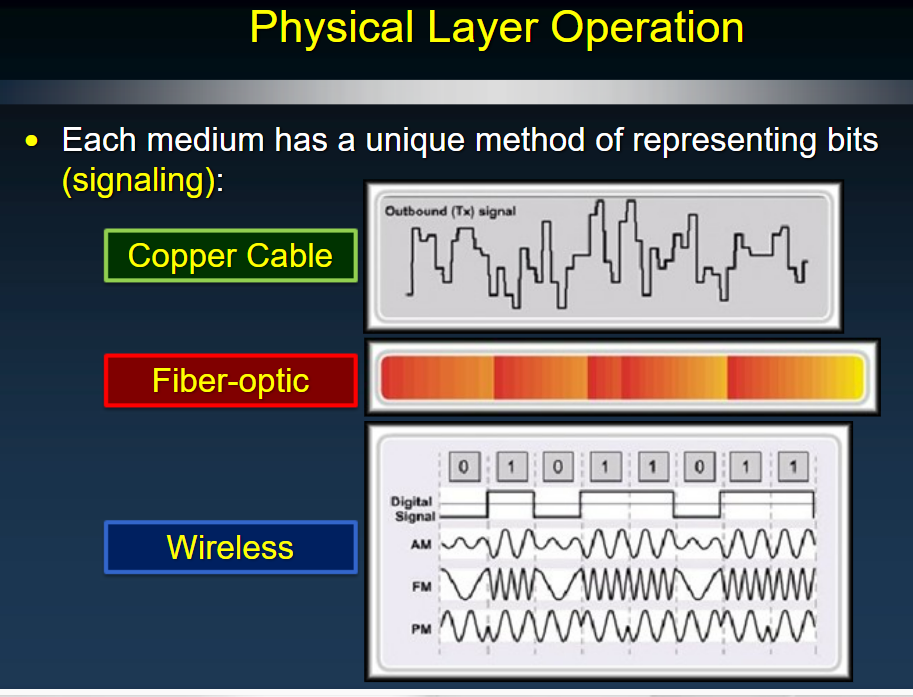 Physical Layer Operation
• Each medium has a unique method of representing bits
(signaling):
Outbound (Tx) signal
Copper Cable
Fiber-optic
0 1 0 1 1 0 1 1
Digital
Signal
AM
Wireless
FM
PM